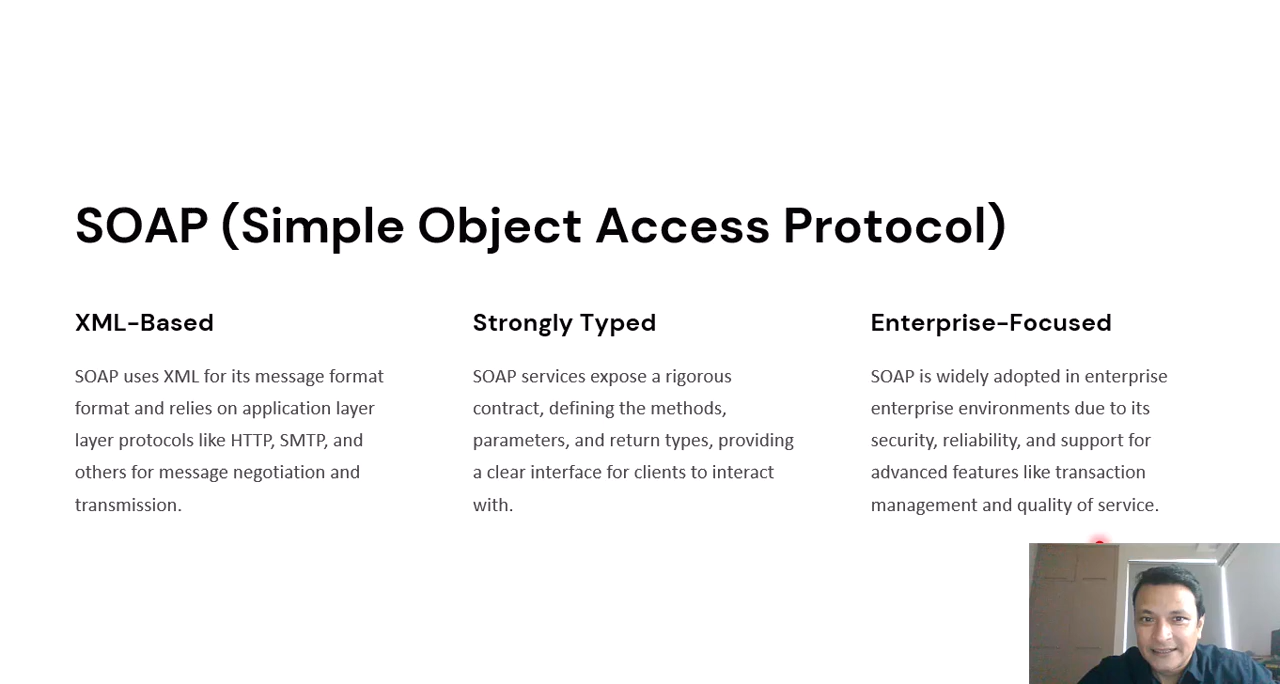 SOAP (Simple Object Access Protocol)
XML-Based
SOAP uses XML for its message format
format and relies on application layer
layer protocols like HTTP, SMTP, and
others for message negotiation and
transmission.
Strongly Typed
SOAP services expose a rigorous
contract, defining the methods,
parameters, and return types, providing
a clear interface for clients to interact
with.
Enterprise-Focused
SOAP is widely adopted in enterprise
enterprise environments due to its
security, reliability, and support for
advanced features like transaction
management and quality of service.